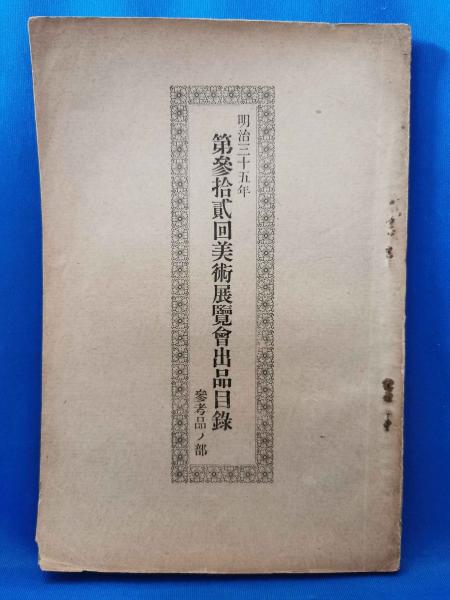 明治三十五年
第參拾貳回美術展覽會出品目錄
參考品ノ部